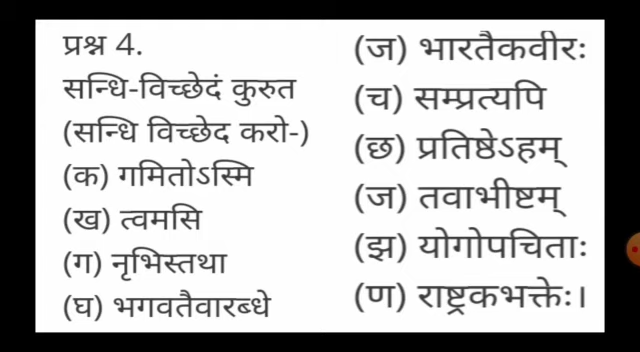 प्रश्न 4.
सन्धि-विच्छेदं कुरुत
(सन्धि विच्छेद करो-)
(क) गमितोऽस्मि
(ख) त्वमसि
(ग) नृभिस्तथा
(घ) भगवतैवारब्धे
(ज) भारतैकवीरः
(च) सम्प्रत्यपि
(छ) प्रतिष्ठेऽहम्
(ज) तवाभीष्टम्
(झ) योगोपचिताः
(ण) राष्ट्रकभक्तेः।